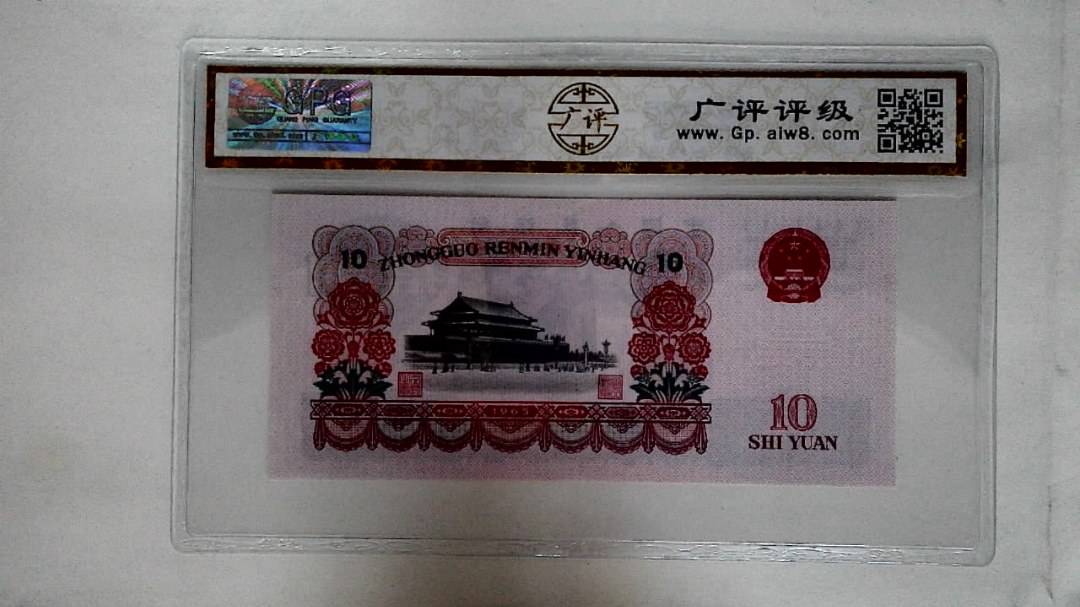 GPG
广评
广评评级
www.Gp.aiw8.com
10 ZHONGGUO RENMIN YINHANG 10
1965
10
SHI YUAN